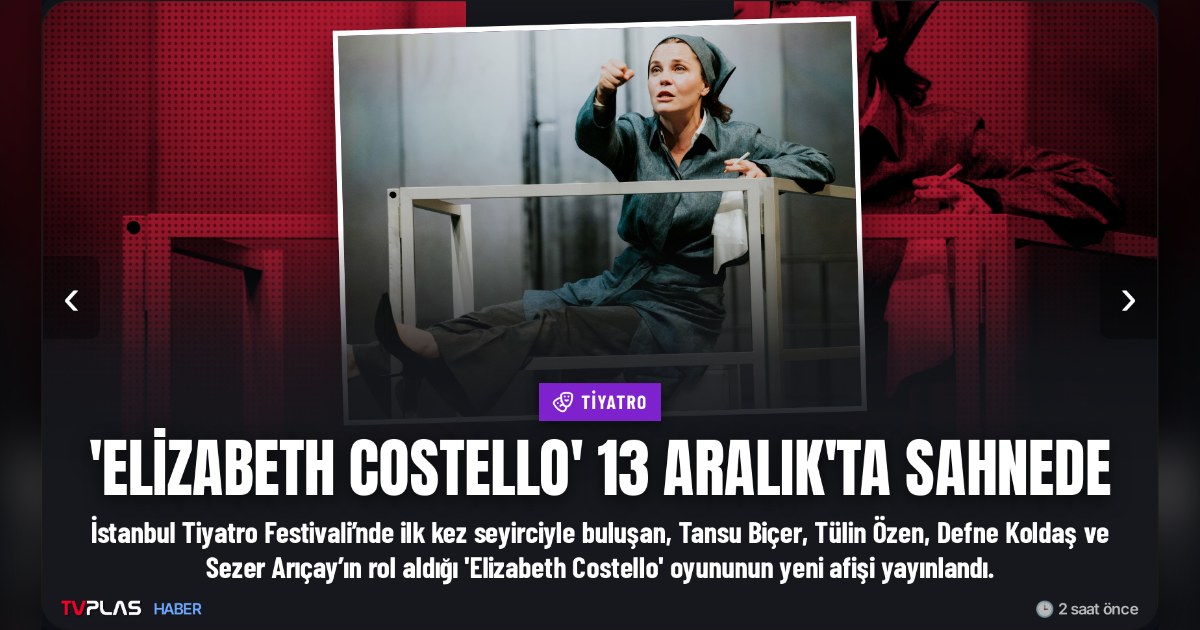 TİYATRO
'ELİZABETH COSTELLO' 13 ARALIK'TA SAHNEDE
İstanbul Tiyatro Festivali’nde ilk kez seyirciyle buluşan, Tansu Biçer, Tülin Özen, Defne Koldaş ve
Sezer Arıçay’ın rol aldığı 'Elizabeth Costello' oyununun yeni afişi yayınlandı.
TVPLAS HABER
2 saat önce